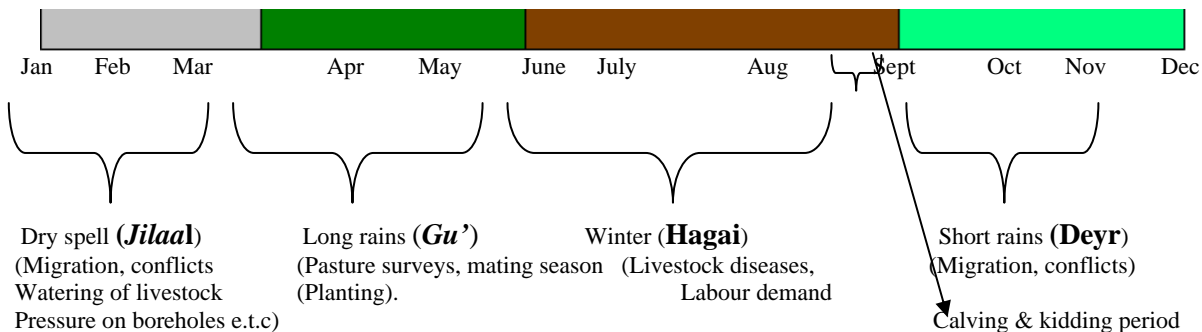 Jan Feb Mar Apr May June July Aug Sept Oct Nov Dec
Dry spell (Jilaal)
(Migration, conflicts
Watering of livestock
Pressure on boreholes e.t.c)
Long rains (Gu’)
(Pasture surveys, mating season
(Planting).
Winter (Hagai)
(Livestock diseases,
Labour demand
Short rains (Deyr)
(Migration, conflicts)
Calving & kidding period